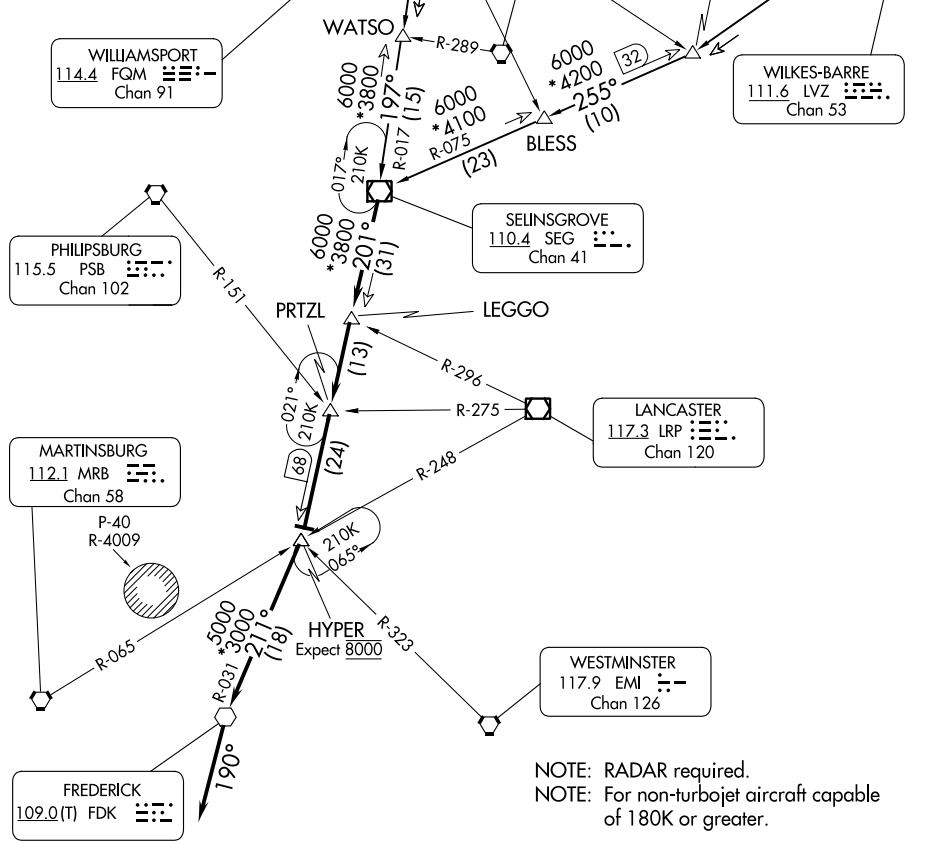 WATSO
R-289
WILLIAMSPORT
114.4 FQM
Chan 91
6000
*3800
197°
(15)
R-017
6000
*4200
255°
(10)
32
WILKES-BARRE
111.6 LVZ
Chan 53
6000
*4100
R-075
(23)
BLESS
017°
210K
SELINSGROVE
110.4 SEG
Chan 41
PHILIPSBURG
115.5 PSB
Chan 102
R-151
6000
*3800
201°
(31)
PRTZL
LEGGO
(13)
R-296
021°
210K
R-275
LANCASTER
117.3 LRP
Chan 120
MARTINSBURG
112.1 MRB
Chan 58
68
(24)
R-248
P-40
R-4009
210K
065°
HYPER
Expect 8000
R-323
R-065
5000
*3000
211°
(18)
R-031
WESTMINSTER
117.9 EMI
Chan 126
190°
FREDERICK
109.0(T) FDK
NOTE: RADAR required.
NOTE: For non-turbojet aircraft capable
of 180K or greater.